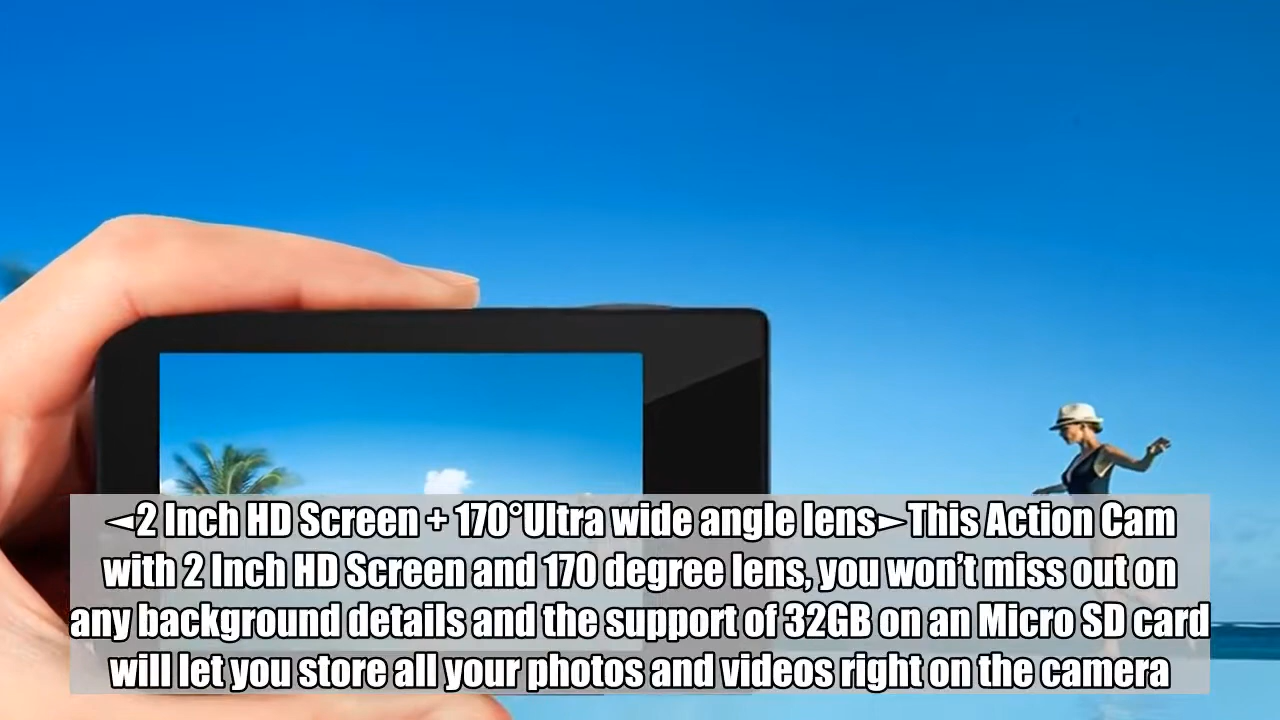 ◄2 Inch HD Screen + 170°Ultra wide angle lens►This Action Cam
with 2 Inch HD Screen and 170 degree lens, you won’t miss out on
any background details and the support of 32GB on an Micro SD card
will let you store all your photos and videos right on the camera